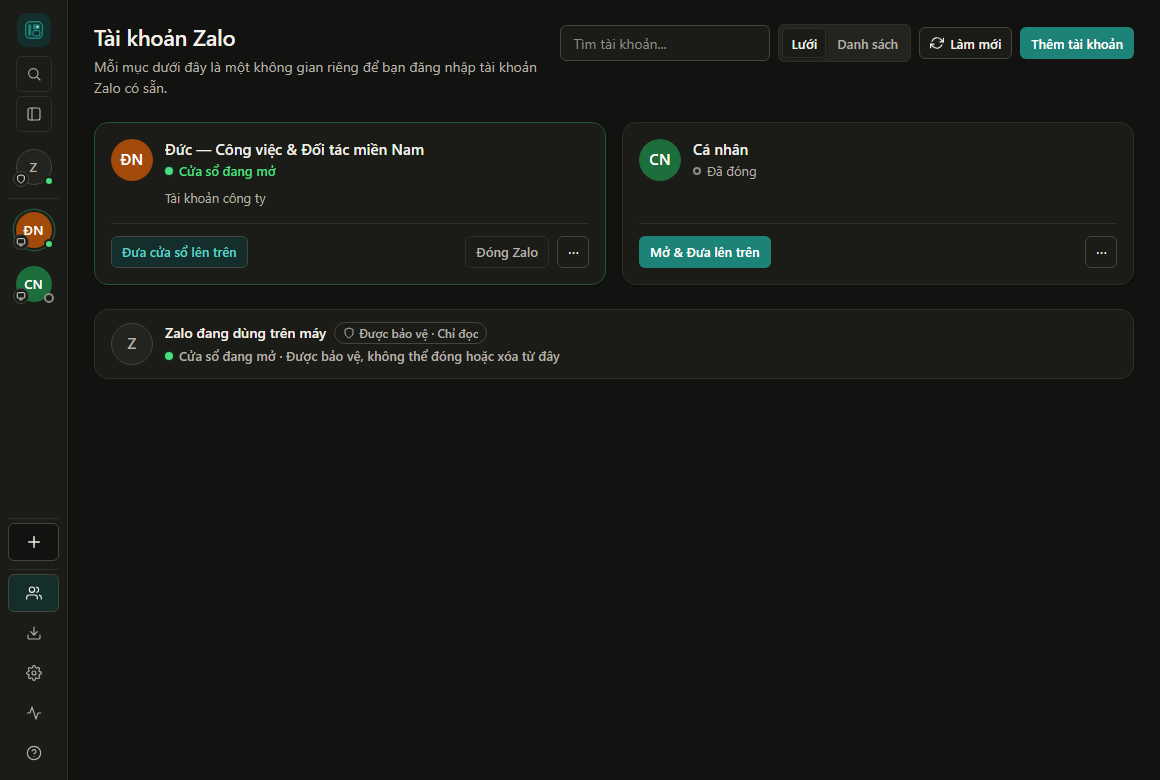 Tài khoản Zalo
Mỗi mục dưới đây là một không gian riêng để bạn đăng nhập tài khoản
Zalo có sẵn.
Tìm tài khoản...
Lưới
Danh sách
Làm mới
Thêm tài khoản
Z
ĐN
CN
ĐN
Đức — Công việc & Đối tác miền Nam
Cửa sổ đang mở
Tài khoản công ty
Đưa cửa sổ lên trên
Đóng Zalo
...
CN
Cá nhân
Đã đóng
Mở & Đưa lên trên
...
Z
Zalo đang dùng trên máy
Được bảo vệ · Chỉ đọc
Cửa sổ đang mở · Được bảo vệ, không thể đóng hoặc xóa từ đây